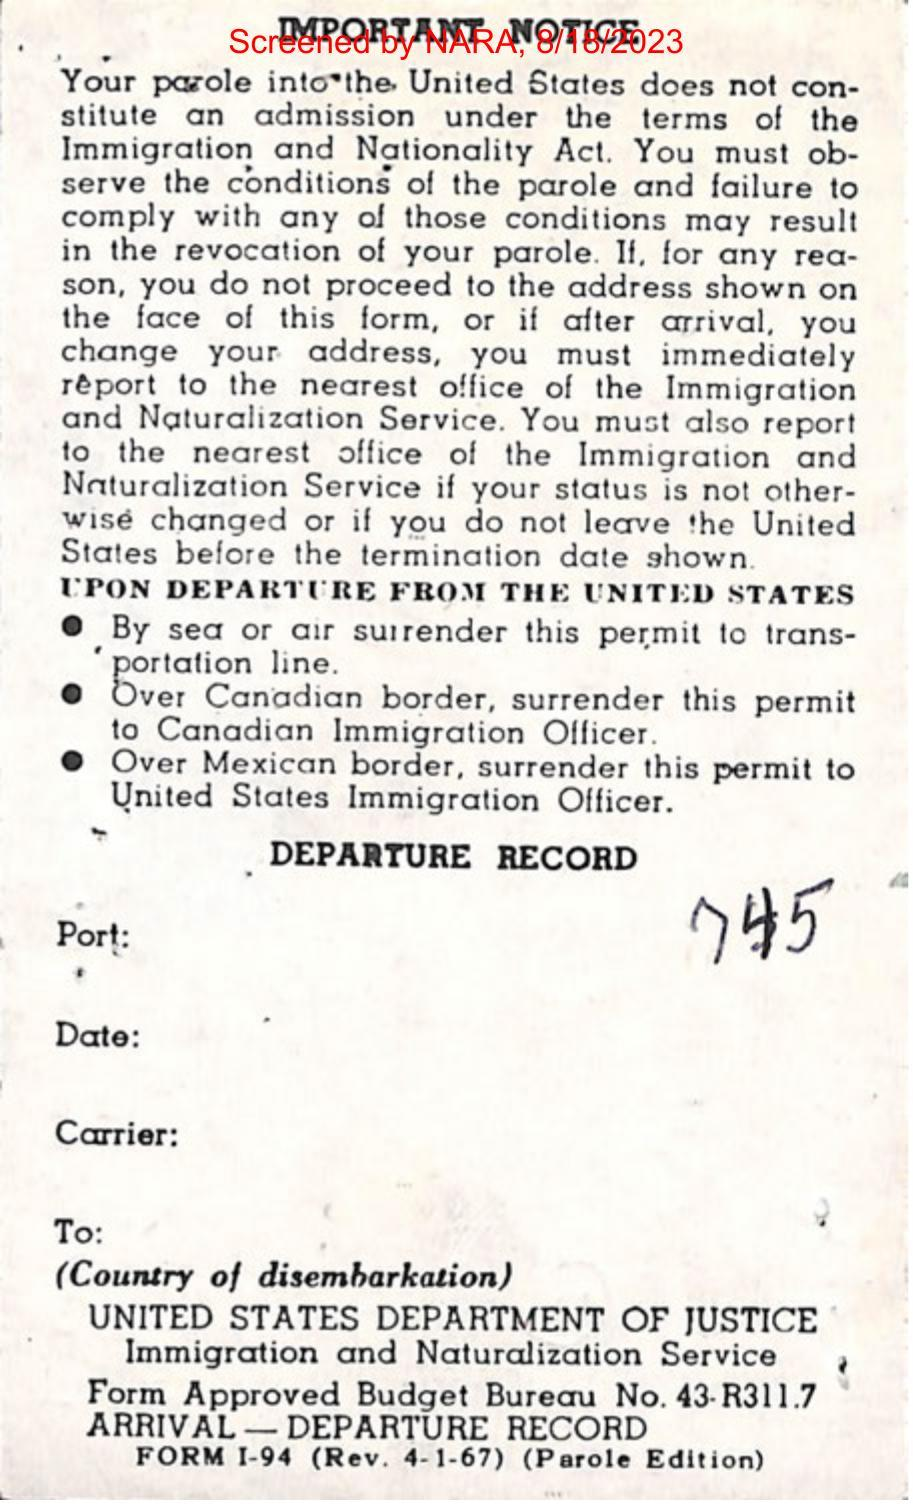 IMPORTANT NOTICE
Screened by NARA, 8/18/2023
Your parole into the United States does not con-
stitute an admission under the terms of the
Immigration and Nationality Act. You must ob-
serve the conditions of the parole and failure to
comply with any of those conditions may result
in the revocation of your parole. If, for any rea-
son, you do not proceed to the address shown on
the face of this form, or if after arrival, you
change your address, you must immediately
report to the nearest office of the Immigration
and Naturalization Service. You must also report
to the nearest office of the Immigration and
Naturalization Service if your status is not other-
wise changed or if you do not leave the United
States before the termination date shown.
UPON DEPARTURE FROM THE UNITED STATES
● By sea or air surrender this permit to trans-
portation line.
● Over Canadian border, surrender this permit
to Canadian Immigration Officer.
● Over Mexican border, surrender this permit to
United States Immigration Officer.
DEPARTURE RECORD
745
Port:
Date:
Carrier:
To:
(Country of disembarkation)
UNITED STATES DEPARTMENT OF JUSTICE
Immigration and Naturalization Service
Form Approved Budget Bureau No. 43-R311.7
ARRIVAL — DEPARTURE RECORD
FORM I-94 (Rev. 4-1-67) (Parole Edition)